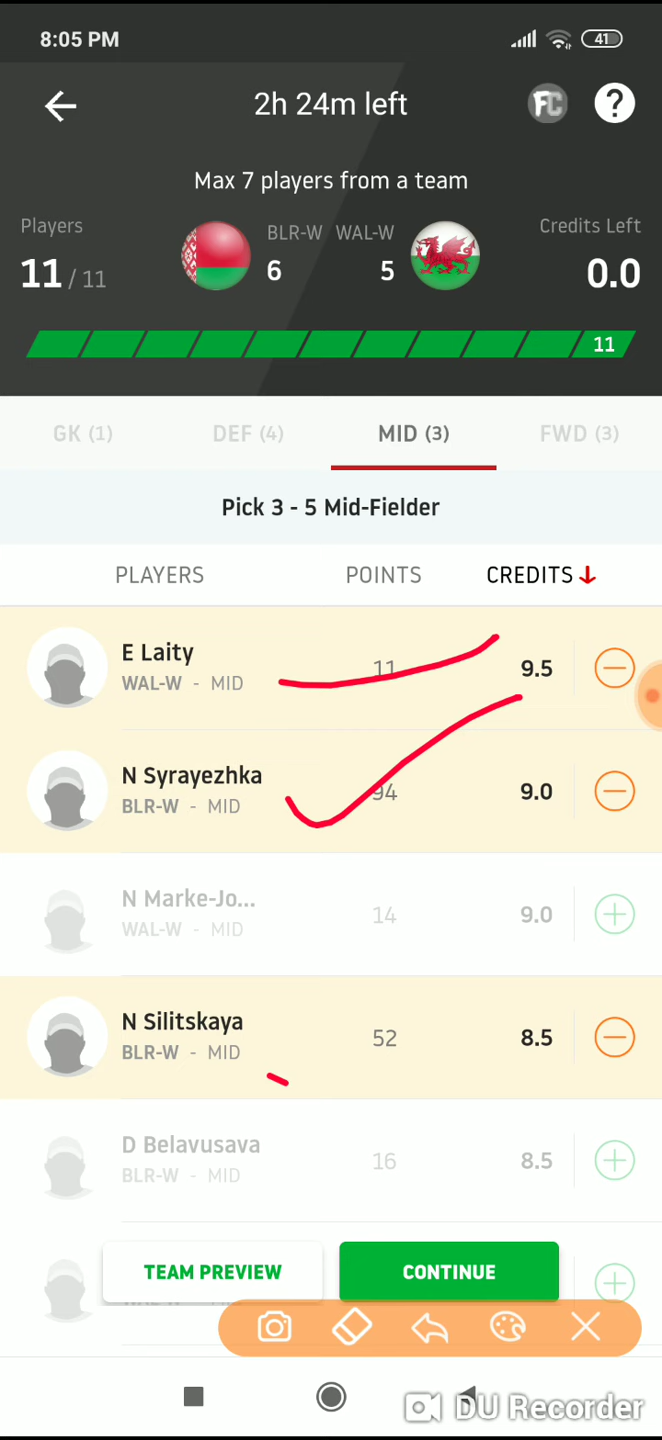 8:05 PM
41
2h 24m left
FC
?
Max 7 players from a team
Players
BLR-W WAL-W
Credits Left
11 / 11
6
5
0.0
11
GK (1) DEF (4) MID (3) FWD (3)
Pick 3 - 5 Mid-Fielder
PLAYERS POINTS CREDITS
E Laity
WAL-W - MID
11
9.5
N Syrayezhka
BLR-W - MID
94
9.0
N Marke-Jo...
WAL-W - MID
14
9.0
N Silitskaya
BLR-W - MID
52
8.5
D Belavusava
BLR-W - MID
16
8.5
TEAM PREVIEW
CONTINUE
DU Recorder